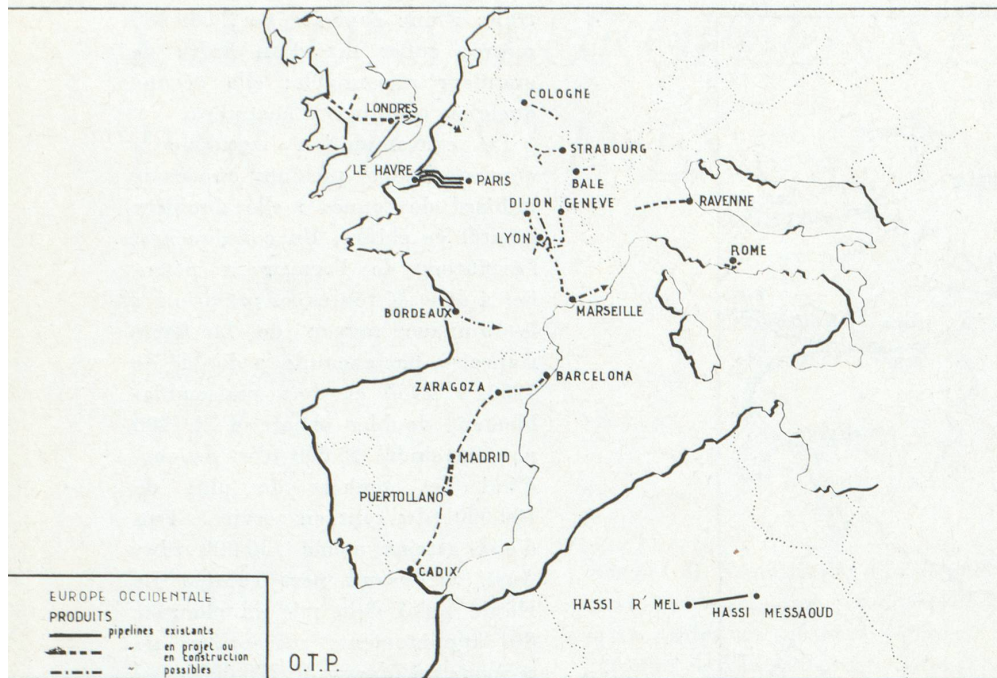 COLOGNE
LONDRES
STRABOURG
LE HAVRE
PARIS
BALE
DIJON
GENEVE
RAVENNE
LYON
ROME
BORDEAUX
MARSEILLE
ZARAGOZA
BARCELONA
MADRID
PUERTOLLANO
CADIX
HASSI R'MEL
HASSI MESSAOUD
EUROPE OCCIDENTALE
PRODUITS
pipelines existants
" en projet ou
en construction
" possibles
O.T.P.